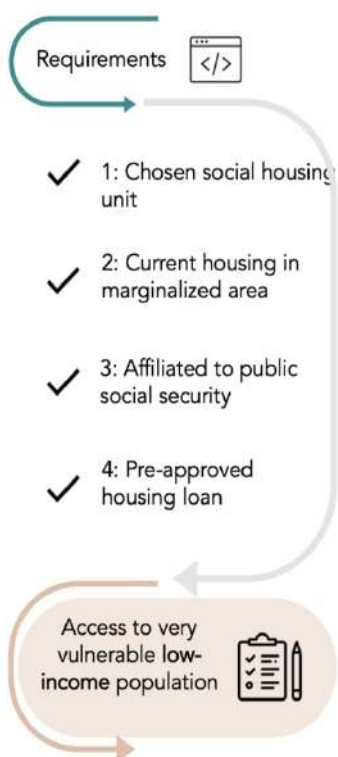 Requirements
</>
1: Chosen social housing
unit
2: Current housing in
marginalized area
3: Affiliated to public
social security
4: Pre-approved
housing loan
Access to very
vulnerable low-
income population